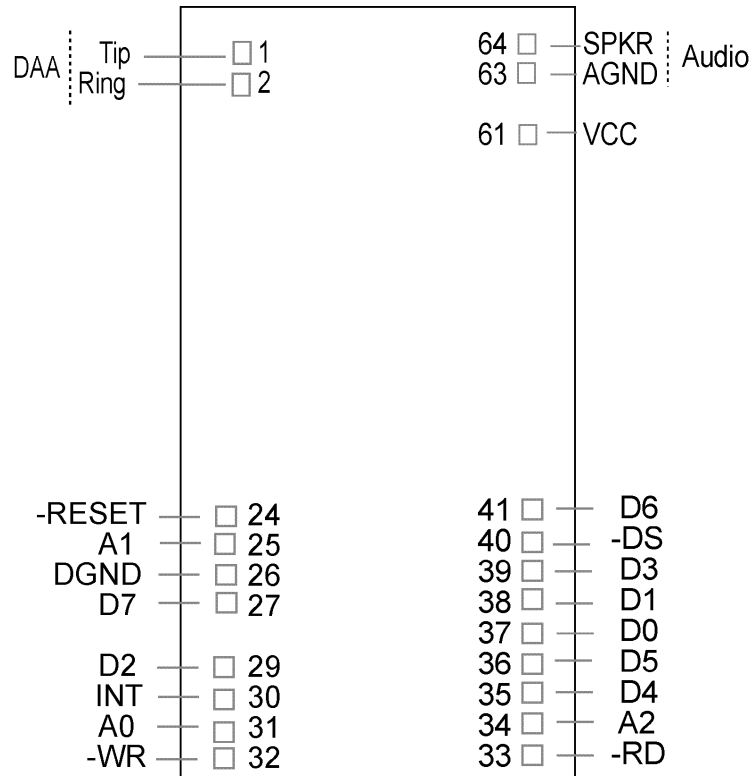 DAA Tip 1 64 SPKR Audio
Ring 2 63 AGND
61 VCC
-RESET 24 41 D6
A1 25 40 -DS
DGND 26 39 D3
D7 27 38 D1
37 D0
D2 29 36 D5
INT 30 35 D4
A0 31 34 A2
-WR 32 33 -RD